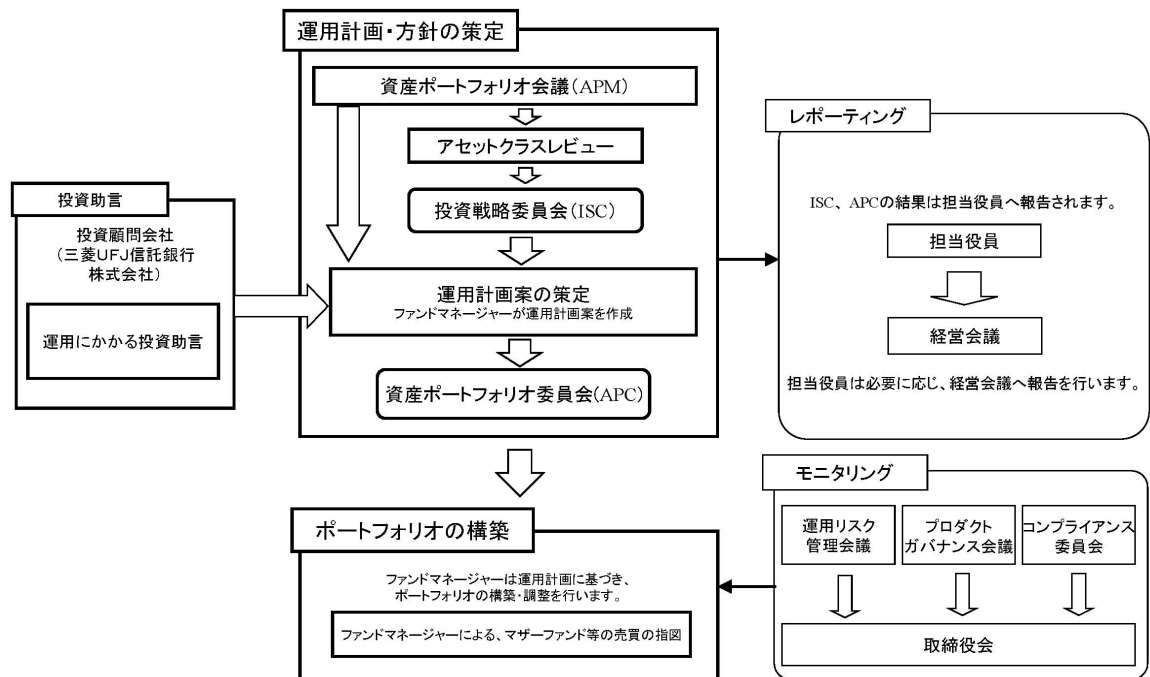 運用計画・方針の策定
資産ポートフォリオ会議(APM)
アセットクラスレビュー
投資戦略委員会(ISC)
運用計画案の策定
ファンドマネージャーが運用計画案を作成
資産ポートフォリオ委員会(APC)
投資助言
投資顧問会社
(三菱UFJ信託銀行
株式会社)
運用にかかる投資助言
レポーティング
ISC、APCの結果は担当役員へ報告されます。
担当役員
経営会議
担当役員は必要に応じ、経営会議へ報告を行います。
ポートフォリオの構築
ファンドマネージャーは運用計画に基づき、
ポートフォリオの構築・調整を行います。
ファンドマネージャーによる、マザーファンド等の売買の指図
モニタリング
運用リスク
管理会議
プロダクト
ガバナンス会議
コンプライアンス
委員会
取締役会